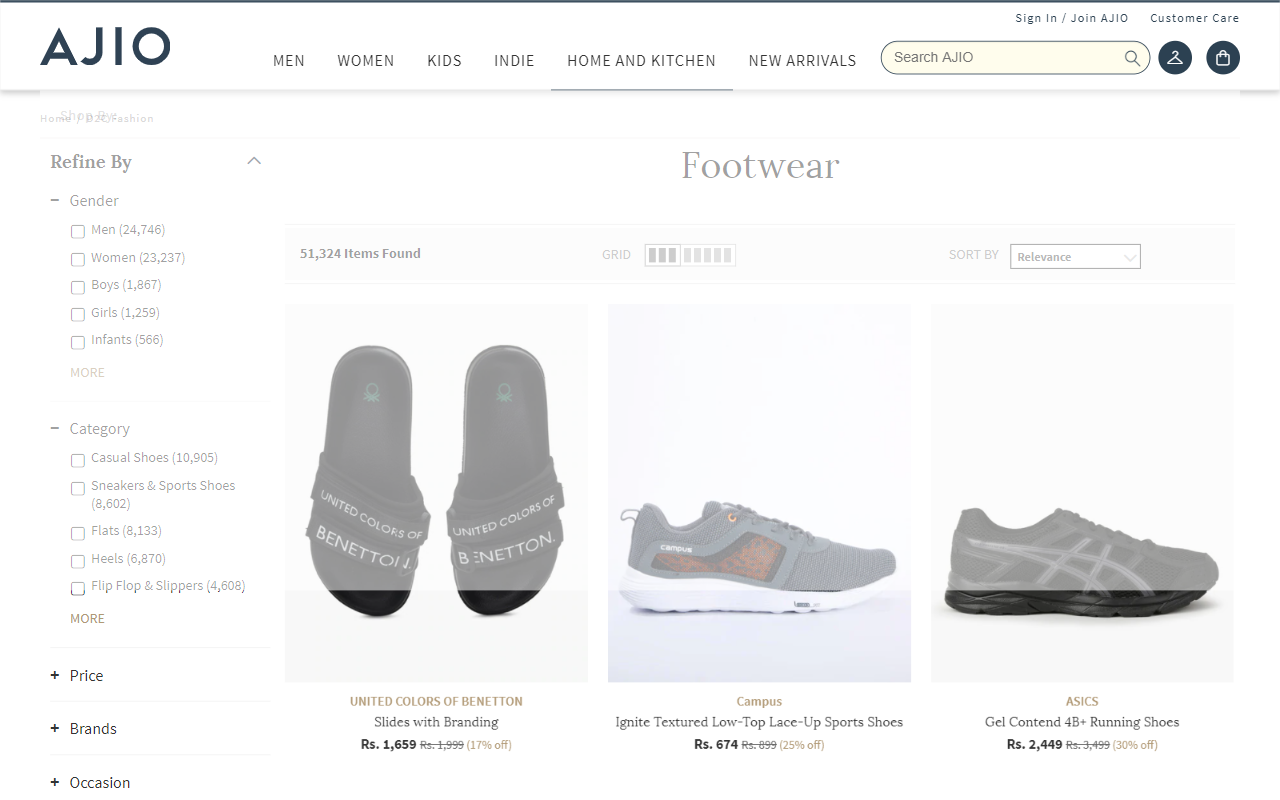 Sign In / Join AJIO
Customer Care
AJIO
MEN
WOMEN
KIDS
INDIE
HOME AND KITCHEN
NEW ARRIVALS
Search AJIO
Shop By:
Home / D2C Fashion
Refine By
Footwear
Gender
Men (24,746)
Women (23,237)
Boys (1,867)
Girls (1,259)
Infants (566)
MORE
51,324 Items Found
GRID
SORT BY
Relevance
Category
Casual Shoes (10,905)
Sneakers & Sports Shoes
(8,602)
Flats (8,133)
Heels (6,870)
Flip Flop & Slippers (4,608)
MORE
Price
Brands
Occasion
UNITED COLORS OF
BENETTON.
UNITED COLORS OF
BENETTON.
campus
UNITED COLORS OF BENETTON
Slides with Branding
Rs. 1,659 Rs. 1,999 (17% off)
Campus
Ignite Textured Low-Top Lace-Up Sports Shoes
Rs. 674 Rs. 899 (25% off)
ASICS
Gel Contend 4B+ Running Shoes
Rs. 2,449 Rs. 3,499 (30% off)